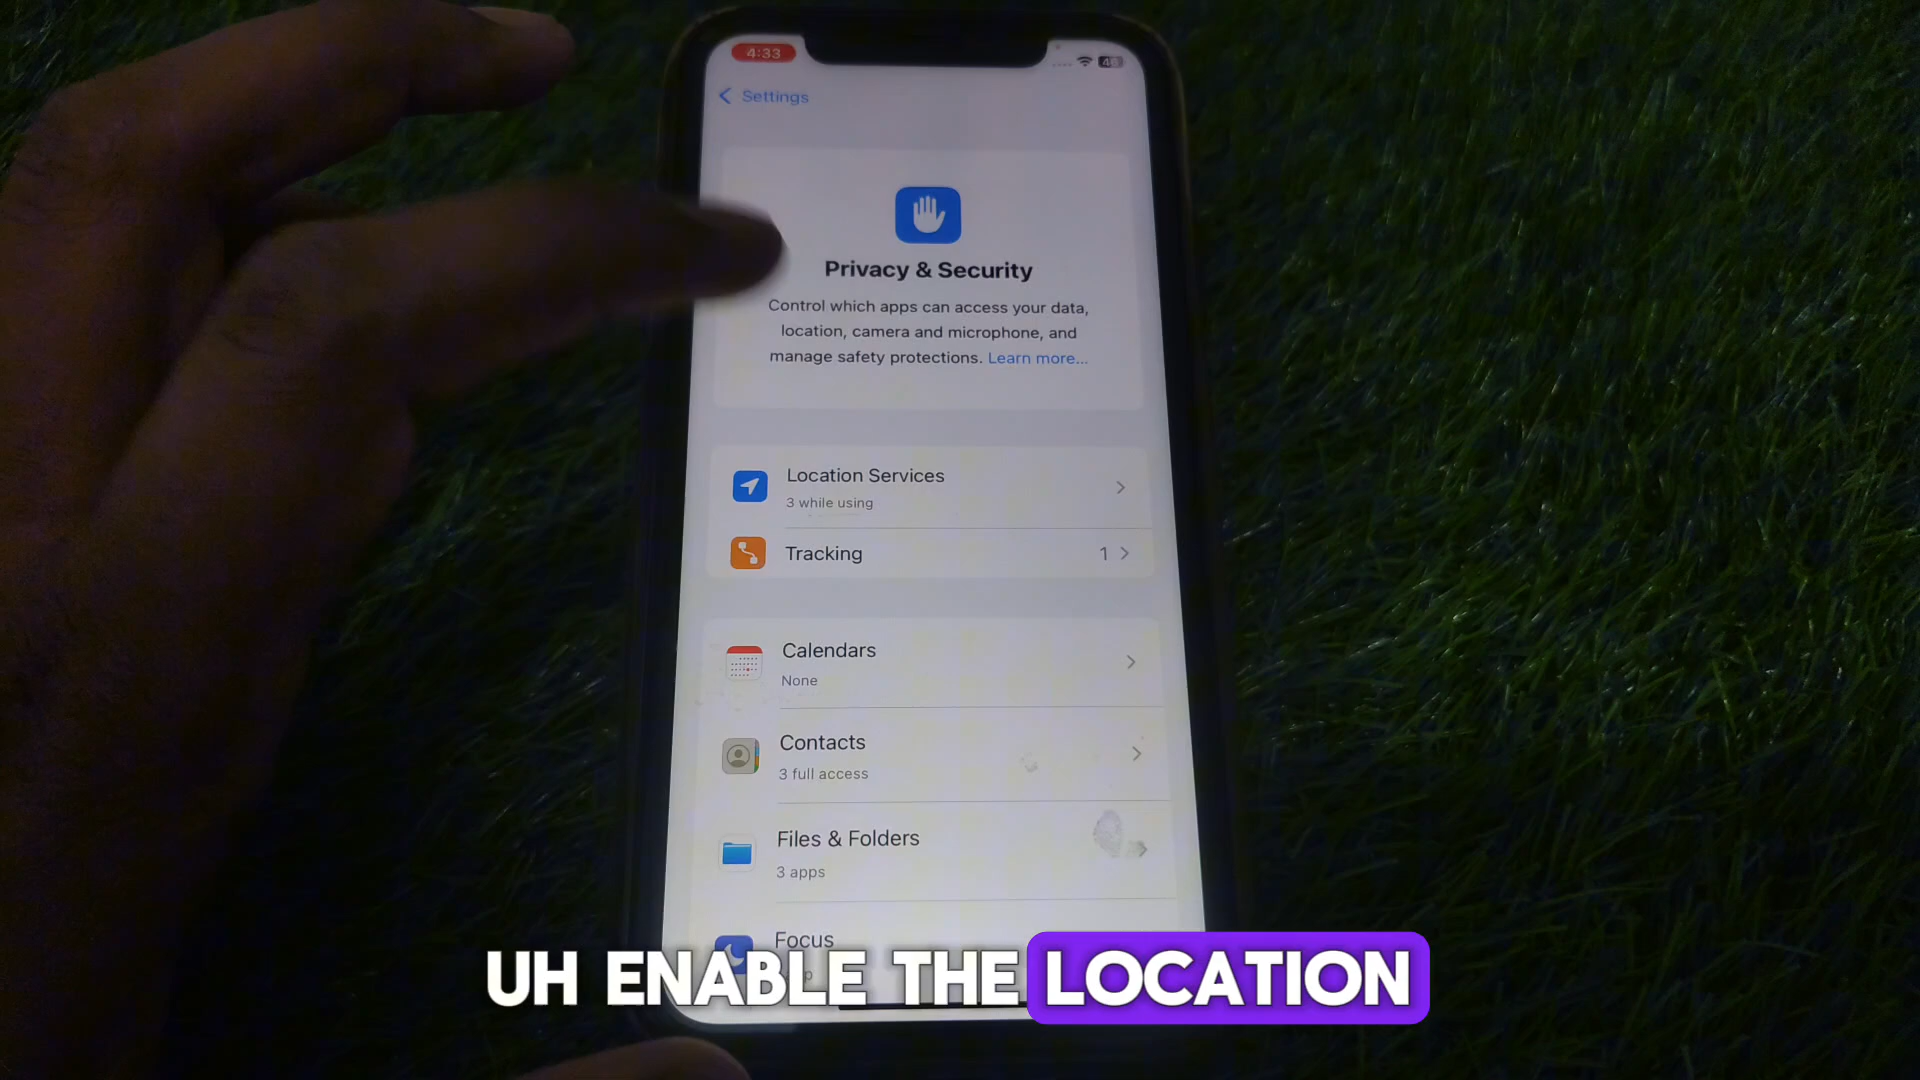 4:33
46
Settings
Privacy & Security
Control which apps can access your data,
location, camera and microphone, and
manage safety protections. Learn more...
Location Services
3 while using
Tracking 1
Calendars
None
Contacts
3 full access
Files & Folders
3 apps
Focus
UH ENABLE THE LOCATION